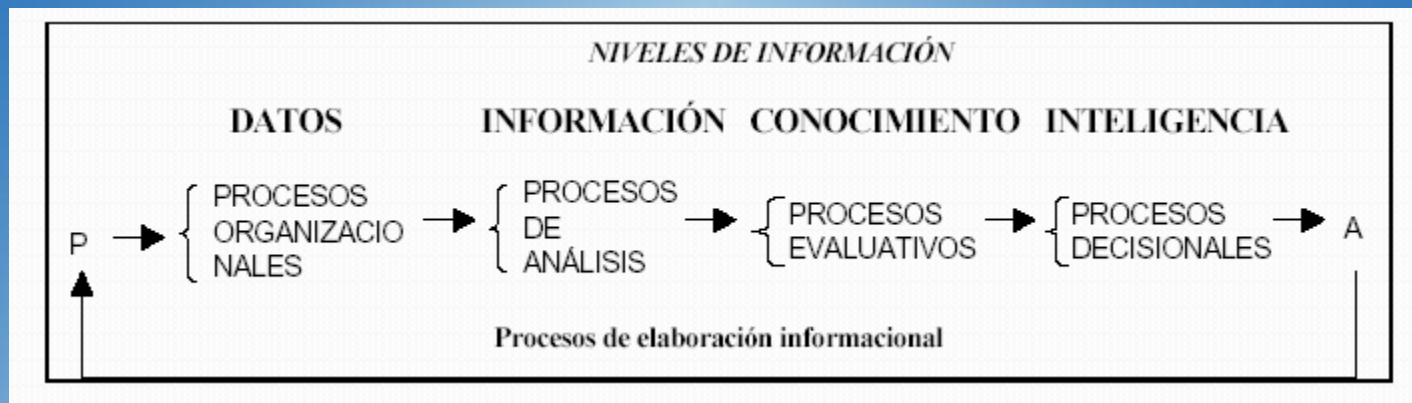 NIVELES DE INFORMACIÓN
DATOS INFORMACIÓN CONOCIMIENTO INTELIGENCIA
P
PROCESOS
ORGANIZACIO
NALES
PROCESOS
DE
ANÁLISIS
PROCESOS
EVALUATIVOS
PROCESOS
DECISIONALES
A
Procesos de elaboración informacional